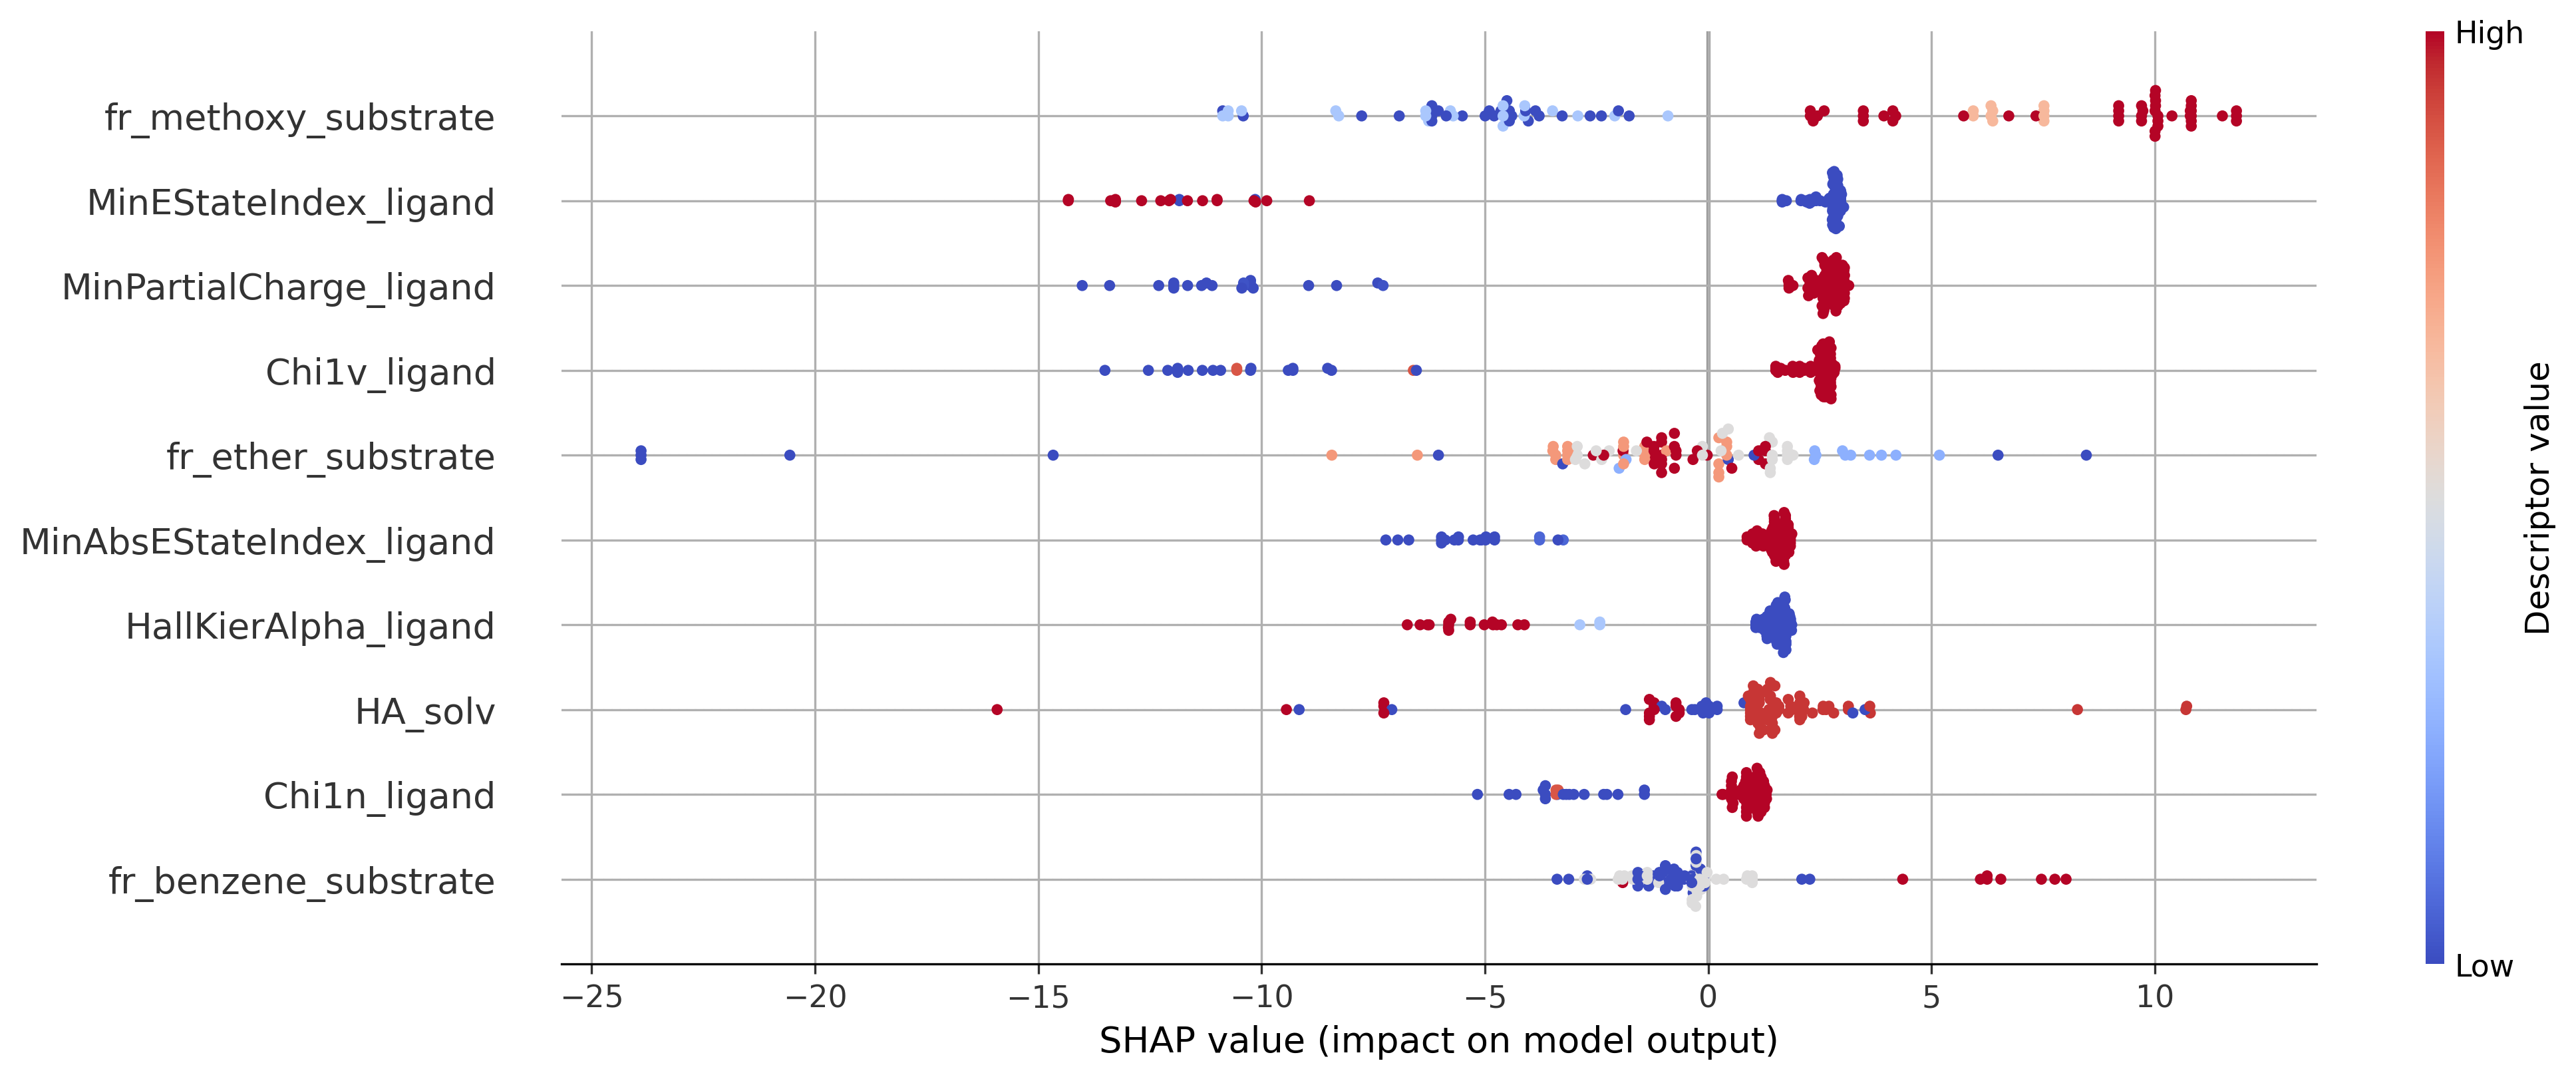 High
fr_methoxy_substrate
MinEStateIndex_ligand
MinPartialCharge_ligand
Chi1v_ligand
fr_ether_substrate
MinAbsEStateIndex_ligand
HallKierAlpha_ligand
HA_solv
Chi1n_ligand
fr_benzene_substrate
Descriptor value
Low
−25 −20 −15 −10 −5 0 5 10
SHAP value (impact on model output)